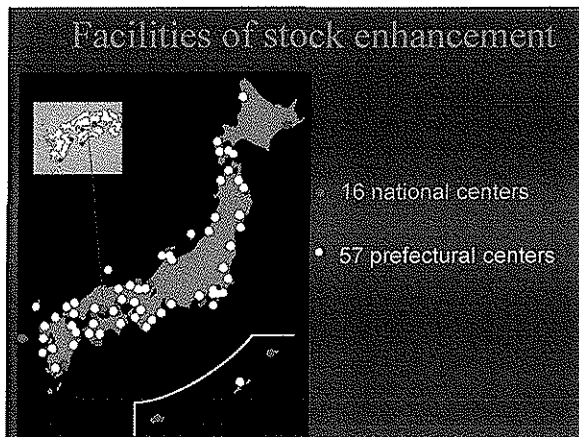 Facilities of stock enhancement
16 national centers
57 prefectural centers